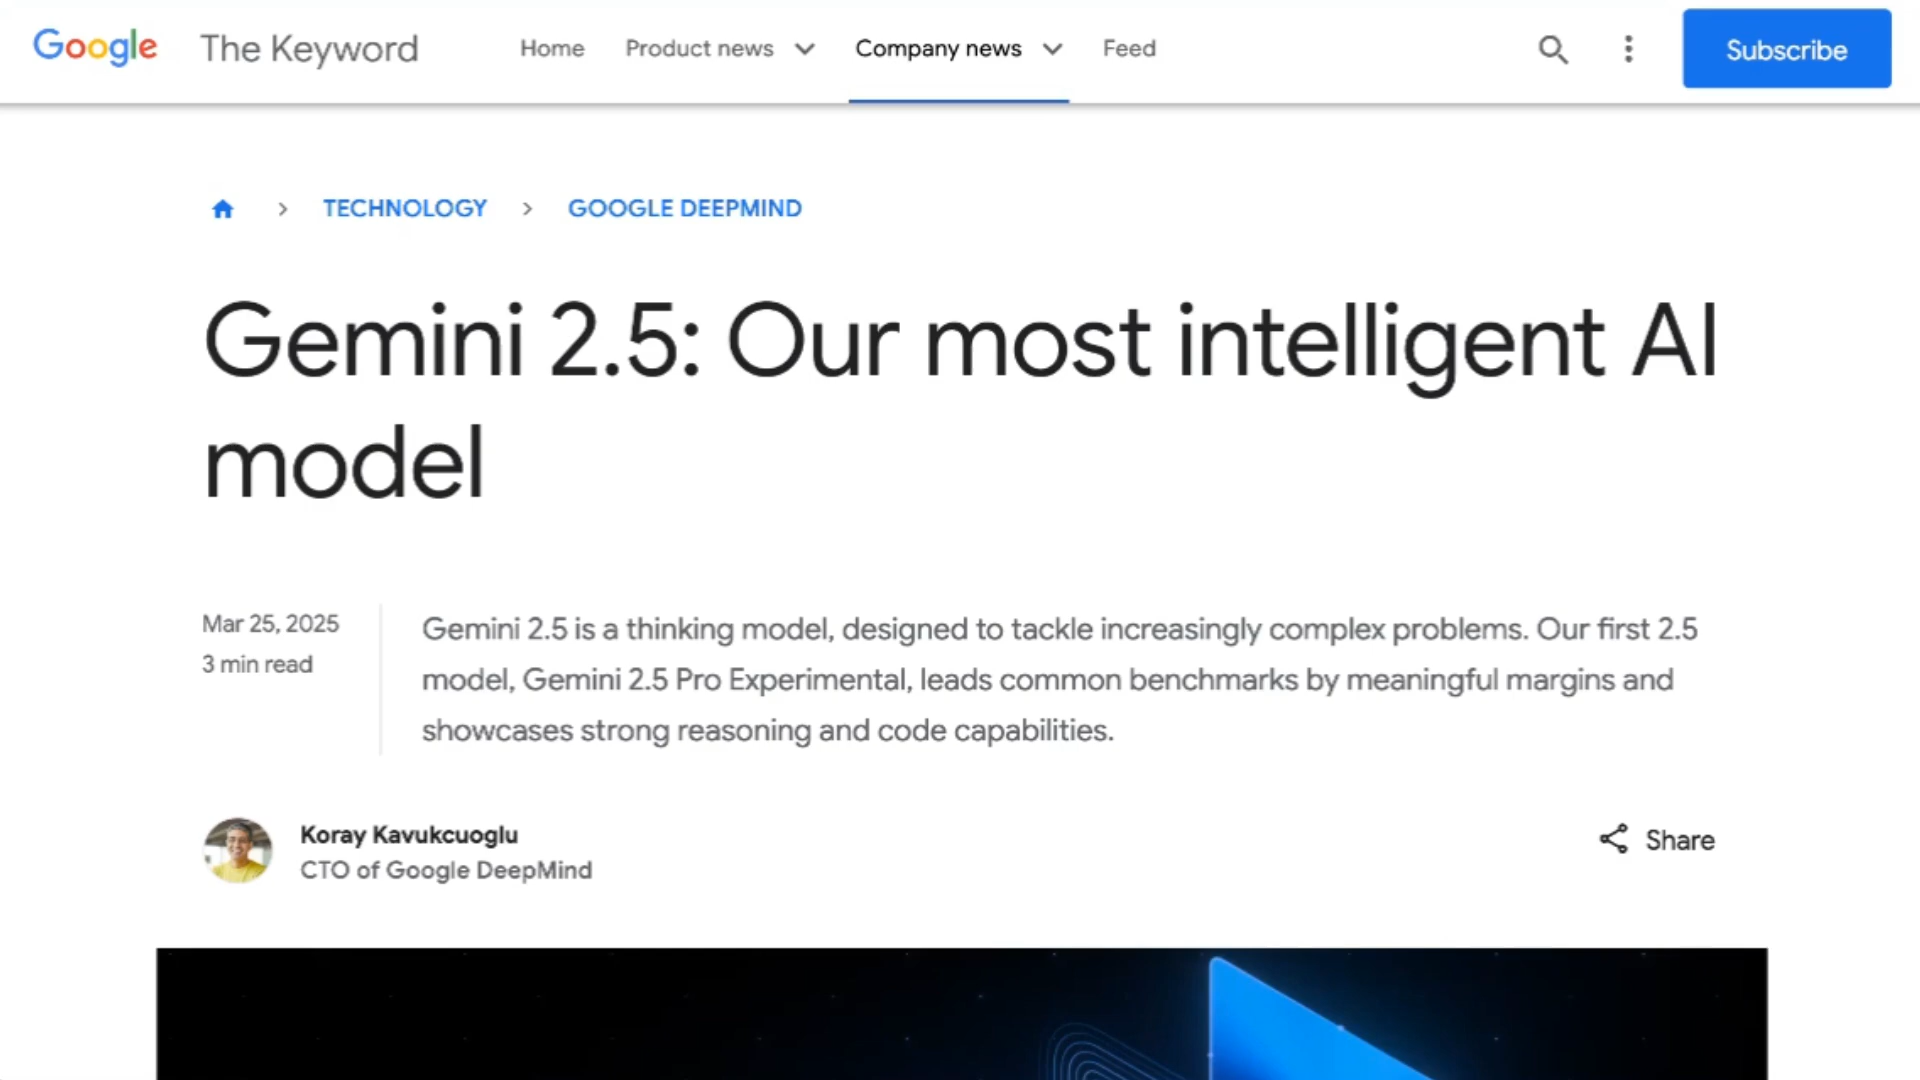 Google The Keyword Home Product news Company news Feed Subscribe
TECHNOLOGY GOOGLE DEEPMIND
Gemini 2.5: Our most intelligent AI
model
Mar 25, 2025
3 min read
Gemini 2.5 is a thinking model, designed to tackle increasingly complex problems. Our first 2.5
model, Gemini 2.5 Pro Experimental, leads common benchmarks by meaningful margins and
showcases strong reasoning and code capabilities.
Koray Kavukcuoglu
CTO of Google DeepMind
Share